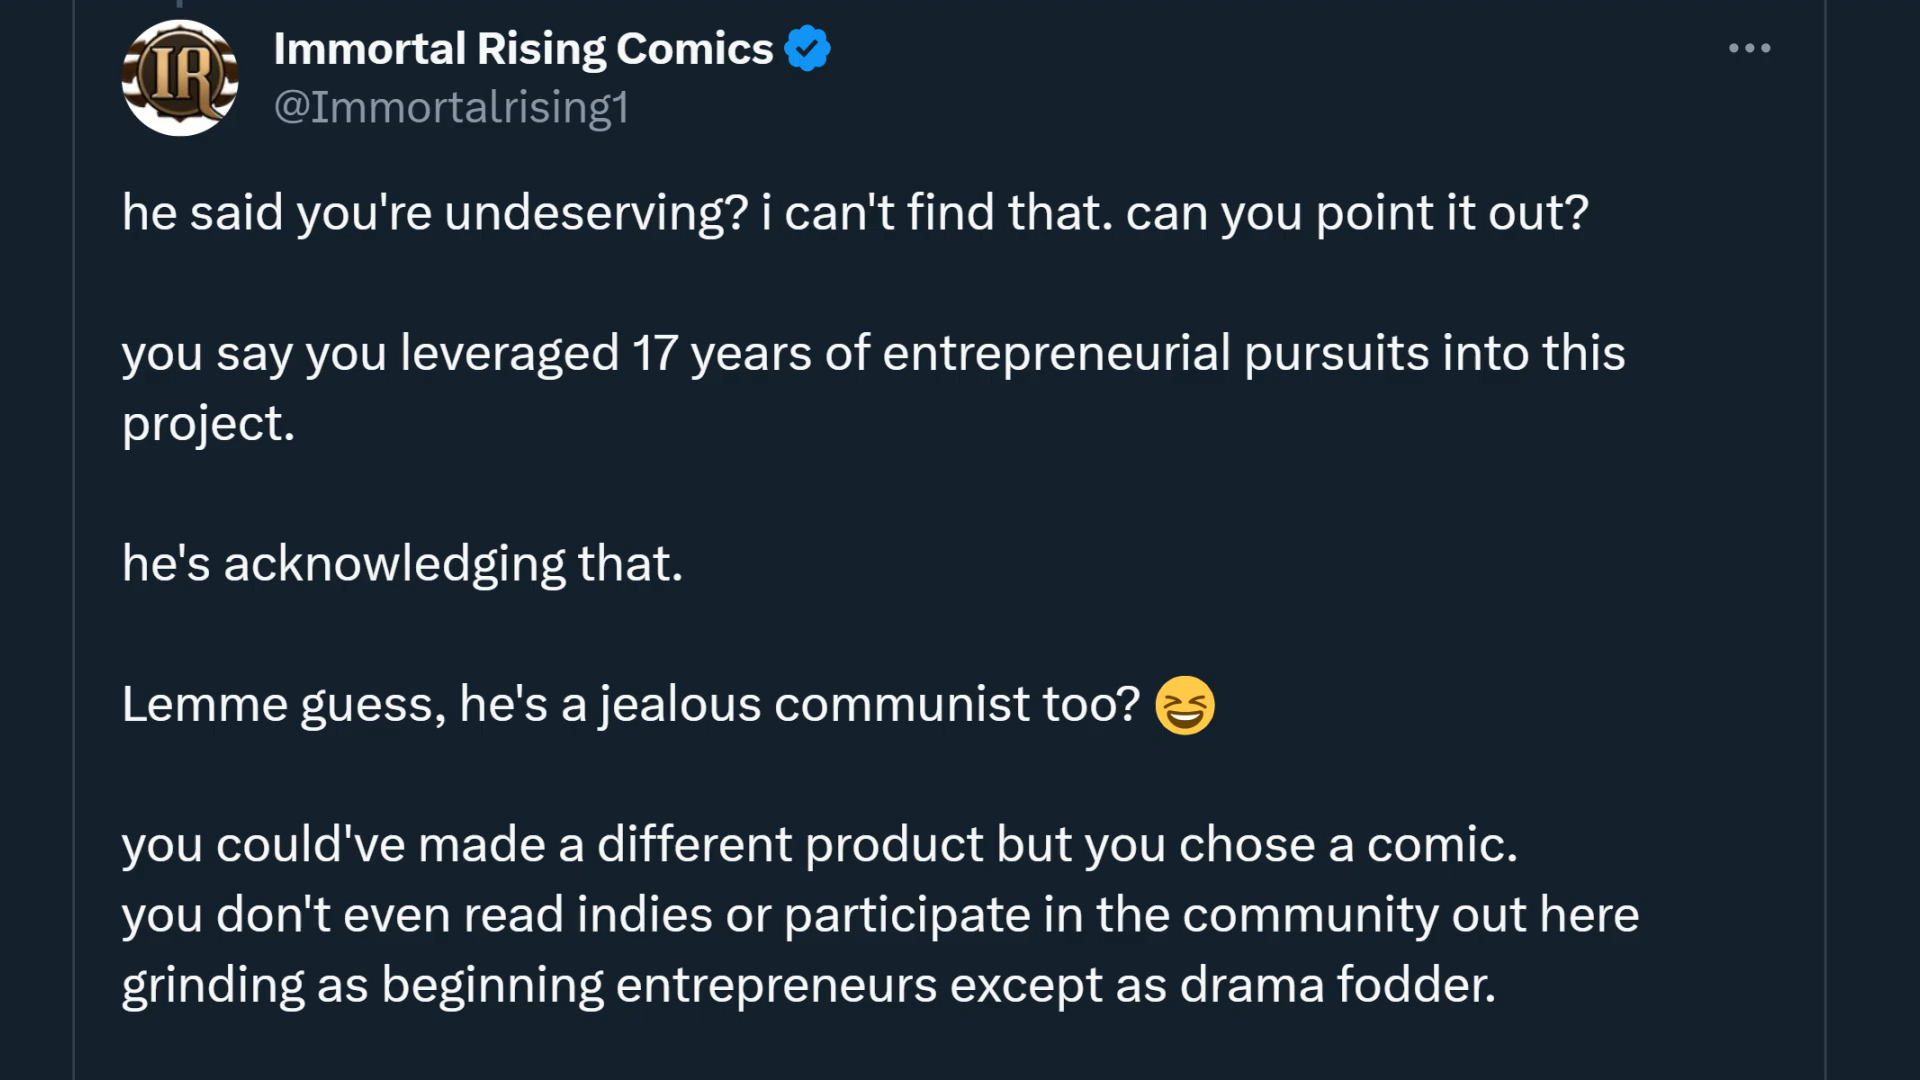 IR
Immortal Rising Comics
@Immortalrising1
he said you're undeserving? i can't find that. can you point it out?
you say you leveraged 17 years of entrepreneurial pursuits into this
project.
he's acknowledging that.
Lemme guess, he's a jealous communist too? 😆
you could've made a different product but you chose a comic.
you don't even read indies or participate in the community out here
grinding as beginning entrepreneurs except as drama fodder.